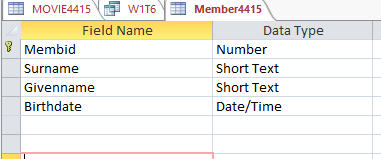 MOVIE4415 W1T6 Member4415
Field Name Data Type
Membid Number
Surname Short Text
Givenname Short Text
Birthdate Date/Time